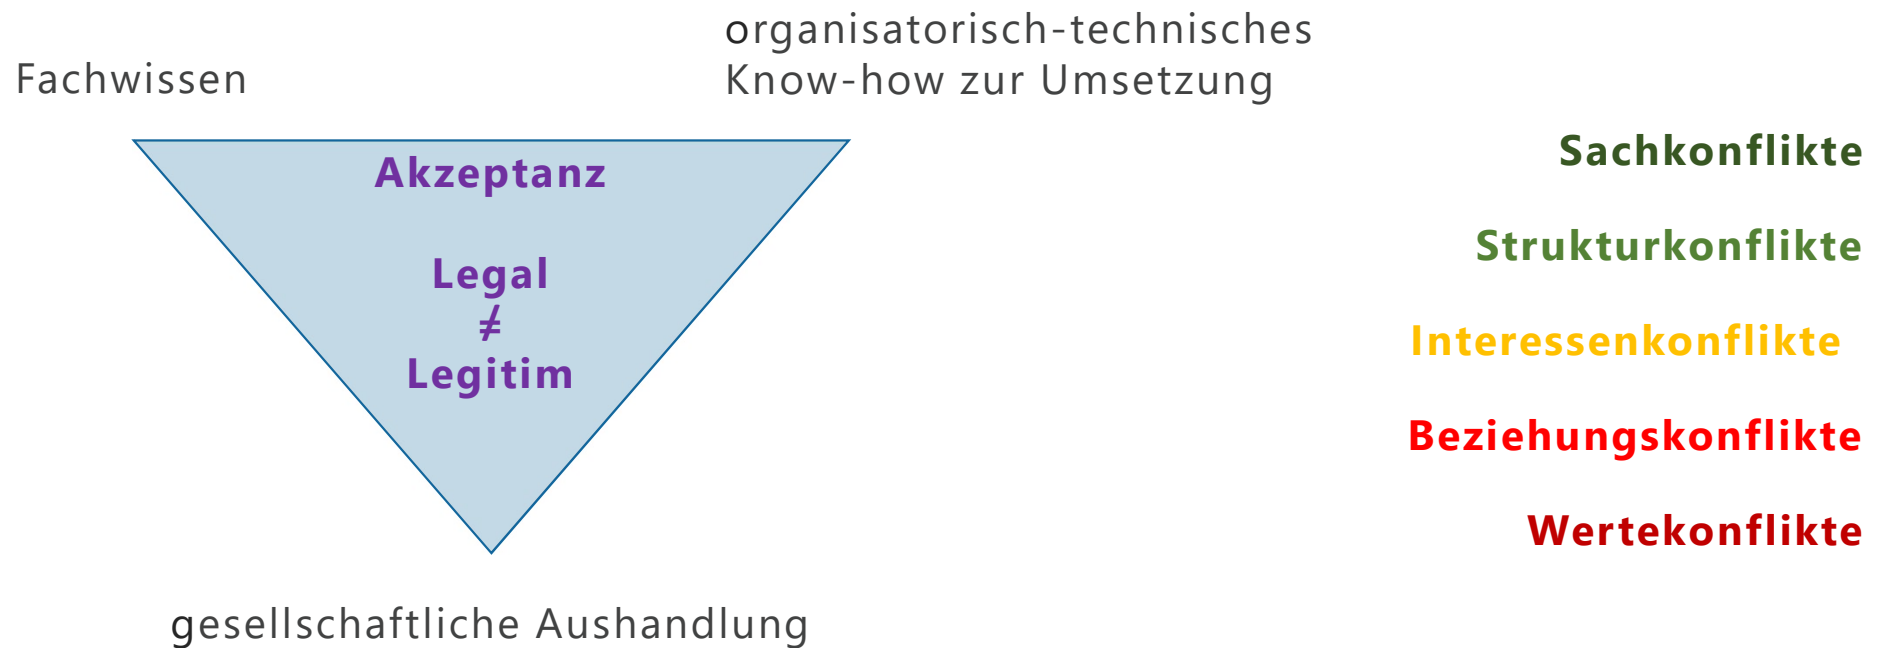 Fachwissen
organisatorisch-technisches
Know-how zur Umsetzung
Akzeptanz
Legal
≠
Legitim
gesellschaftliche Aushandlung
Sachkonflikte
Strukturkonflikte
Interessenkonflikte
Beziehungskonflikte
Wertekonflikte